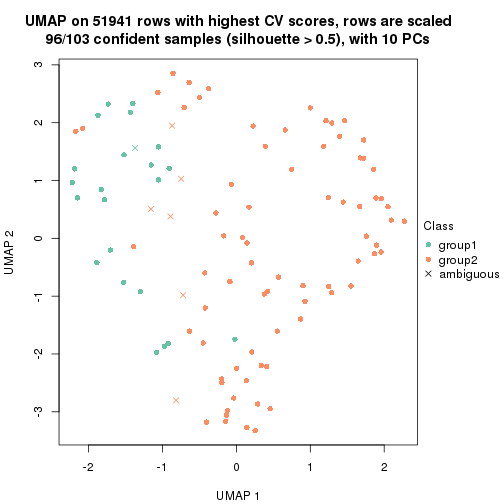 UMAP on 51941 rows with highest CV scores, rows are scaled
96/103 confident samples (silhouette > 0.5), with 10 PCs
3
2
1
0
-1
-2
-3
UMAP 2
-2 -1 0 1 2
UMAP 1
Class
group1
group2
ambiguous